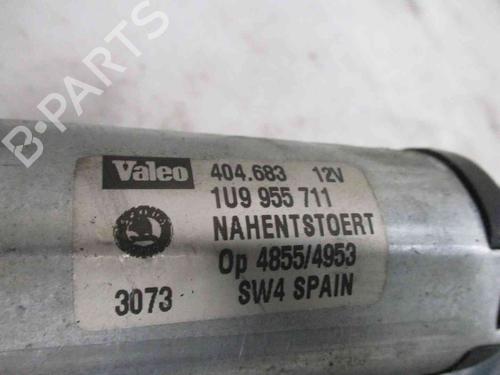 B-PARTS
Valeo 404.683 12V
1U9 955 711
NAHENTSTOERT
Op 4855/4953
3073 SW4 SPAIN